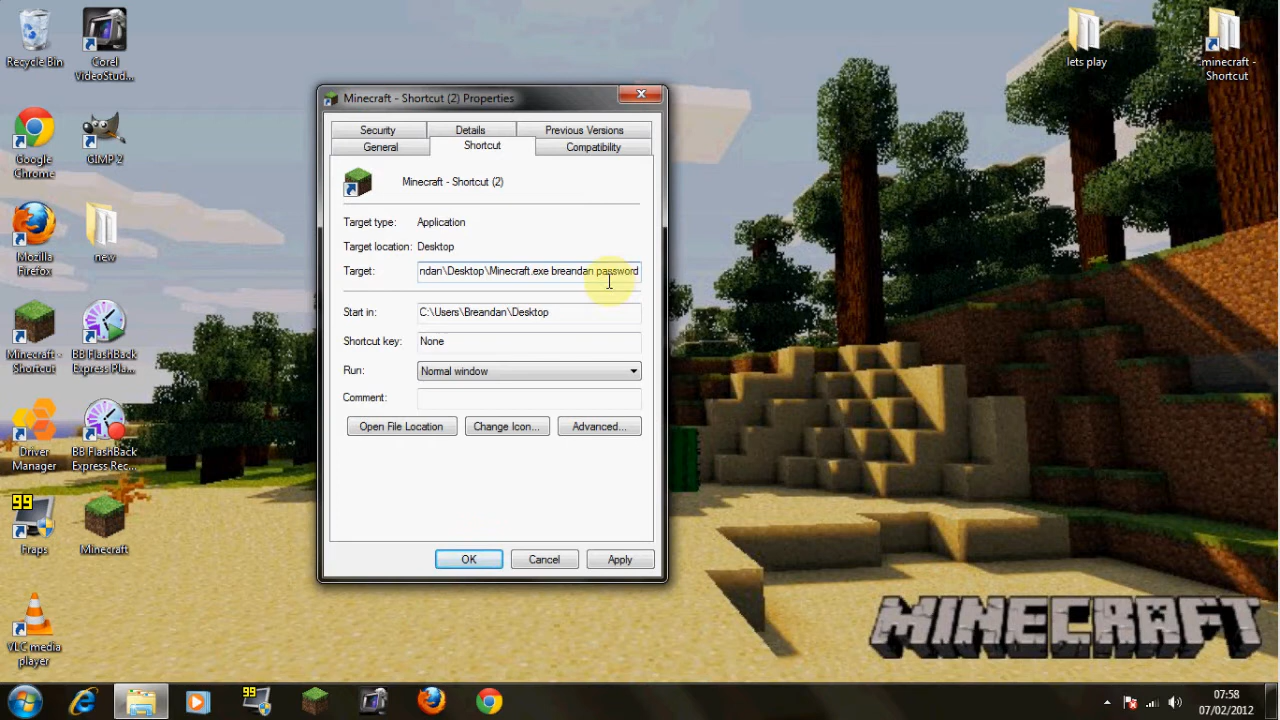 Recycle Bin
Corel
VideoStud...
lets play
minecraft -
Shortcut
Google
Chrome
GIMP 2
Mozilla
Firefox
new
Minecraft -
Shortcut
BB FlashBack
Express Pla...
Driver
Manager
BB FlashBack
Express Rec...
99
Fraps
Minecraft
VLC media
player
Minecraft - Shortcut (2) Properties
Security
Details
Previous Versions
General
Shortcut
Compatibility
Minecraft - Shortcut (2)
Target type: Application
Target location: Desktop
Target: ndan\Desktop\Minecraft.exe breandan password
Start in: C:\Users\Breandan\Desktop
Shortcut key: None
Run: Normal window
Comment:
Open File Location
Change Icon...
Advanced...
OK
Cancel
Apply
MINECRAFT
99
07:58
07/02/2012